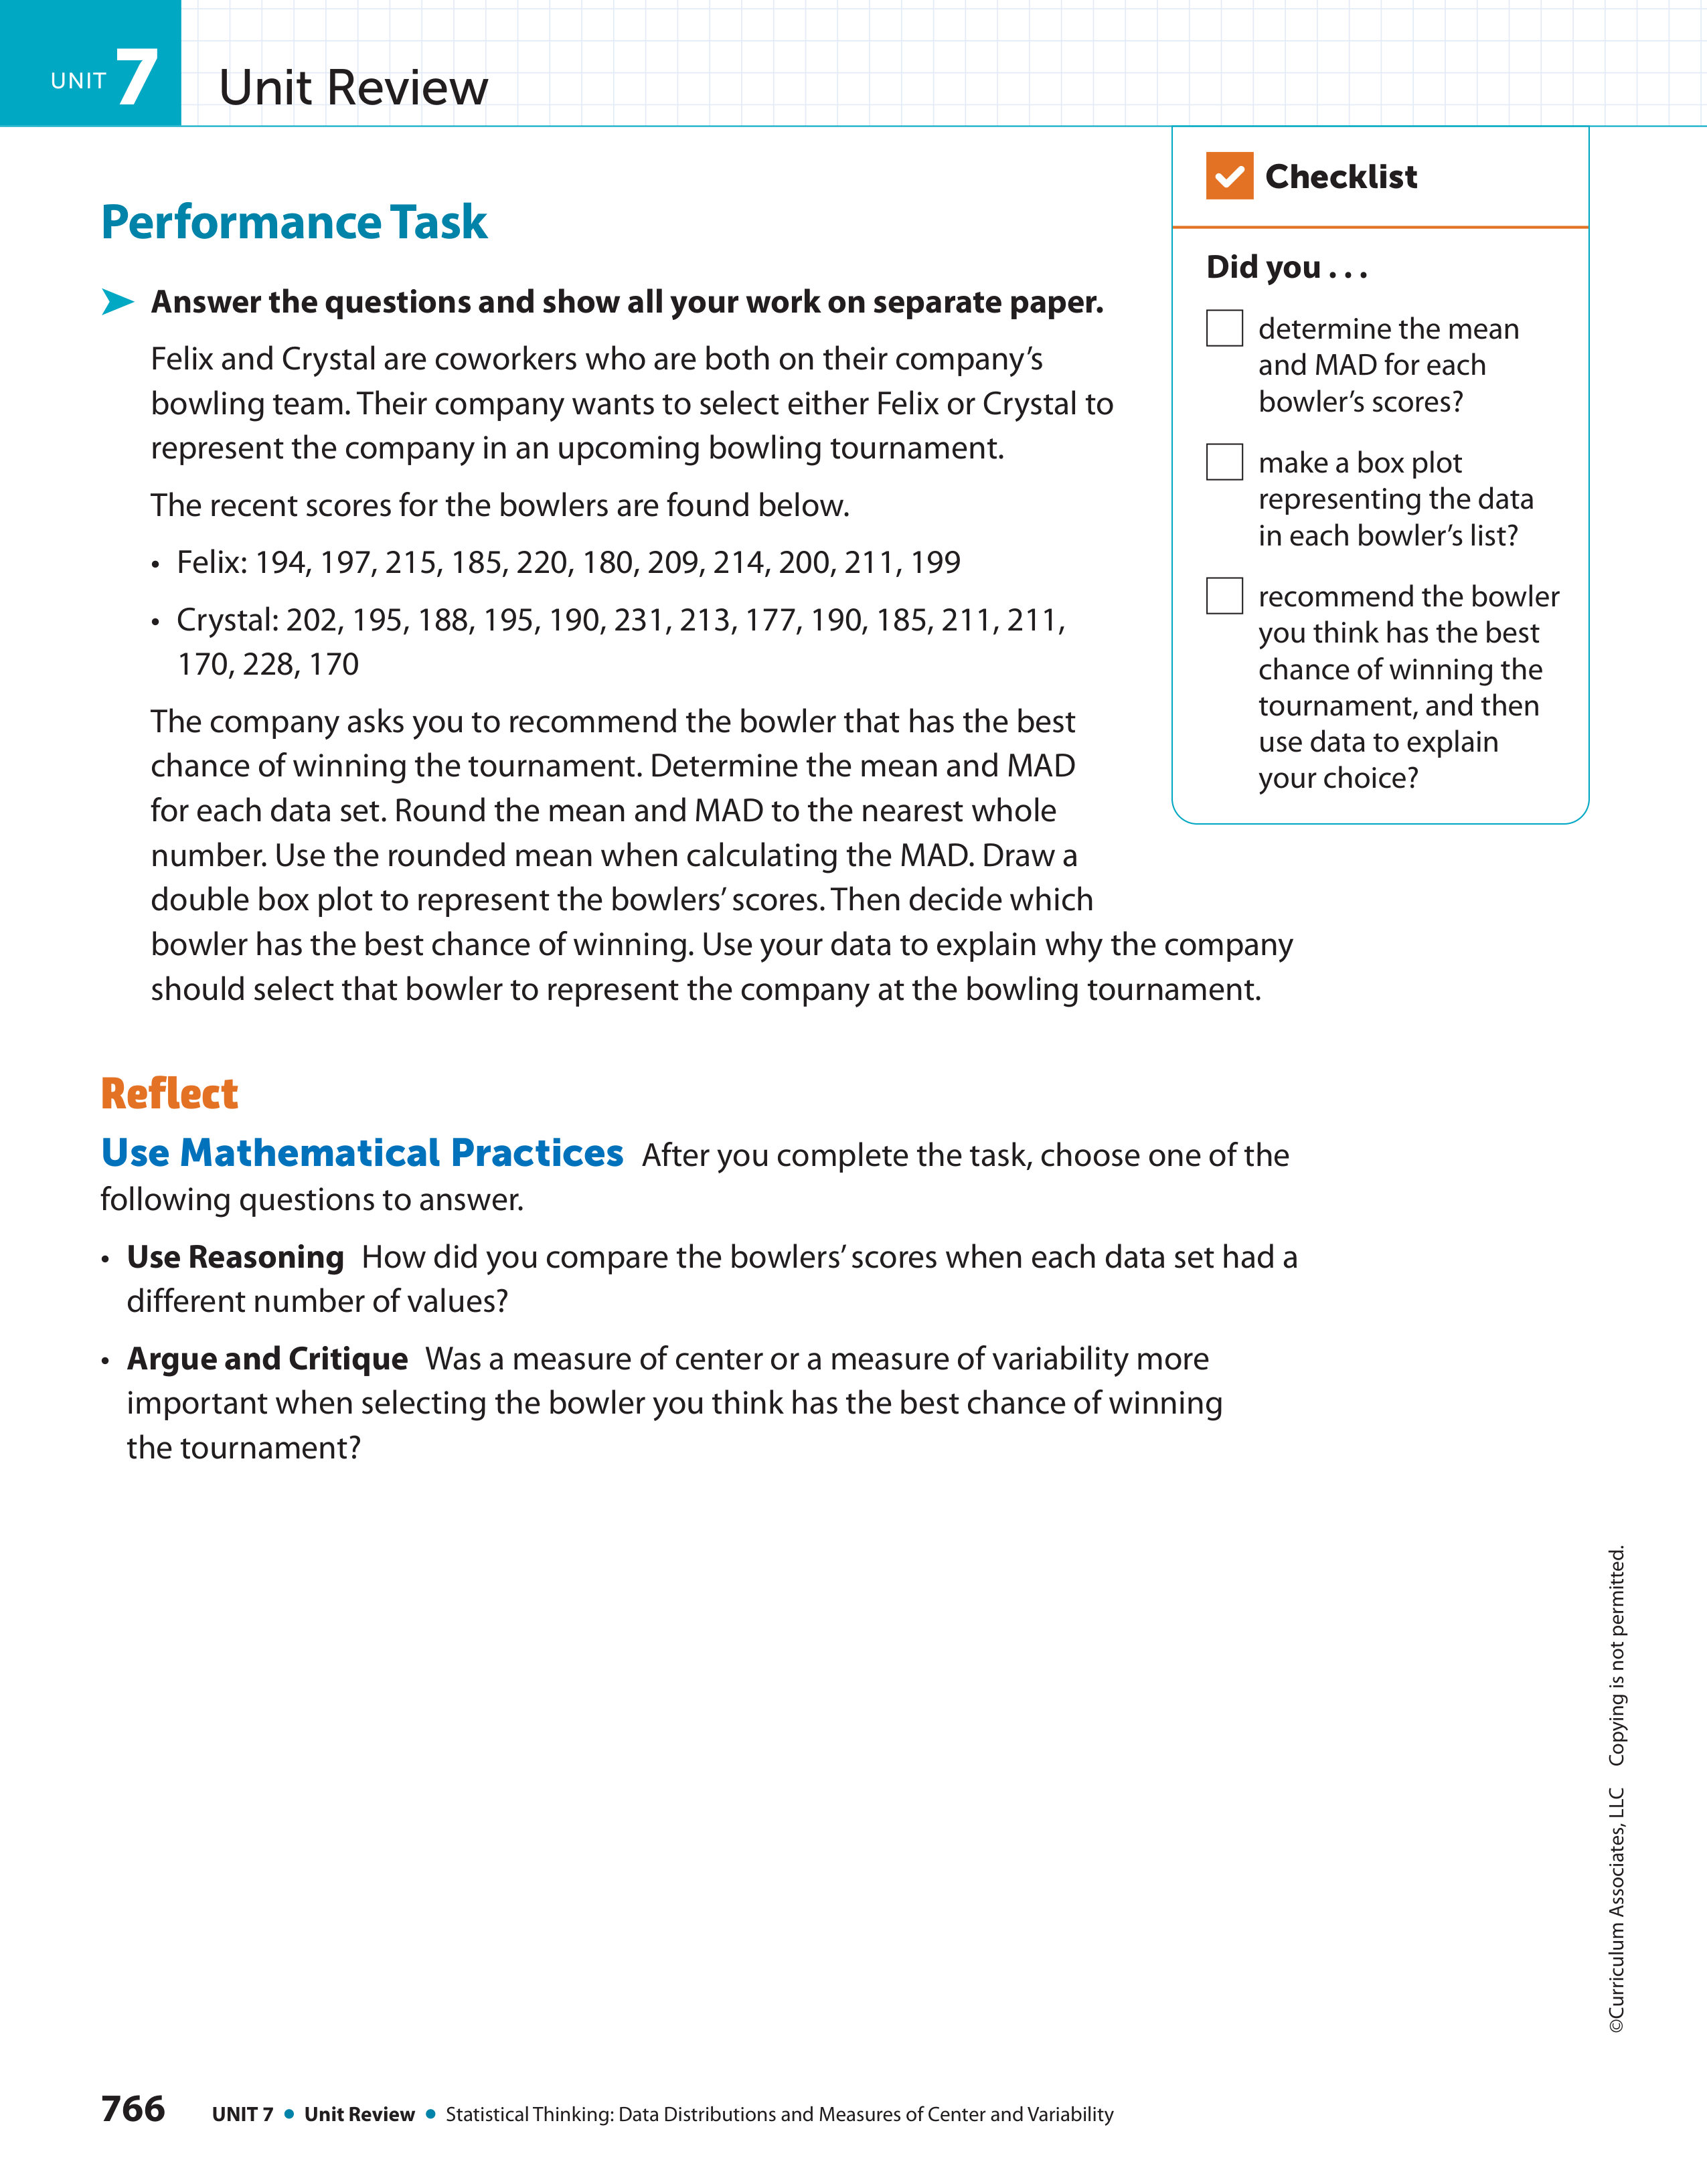 UNIT 7 Unit Review
Performance Task
Answer the questions and show all your work on separate paper.
Felix and Crystal are coworkers who are both on their company’s
bowling team. Their company wants to select either Felix or Crystal to
represent the company in an upcoming bowling tournament.
The recent scores for the bowlers are found below.
• Felix: 194, 197, 215, 185, 220, 180, 209, 214, 200, 211, 199
• Crystal: 202, 195, 188, 195, 190, 231, 213, 177, 190, 185, 211, 211,
170, 228, 170
The company asks you to recommend the bowler that has the best
chance of winning the tournament. Determine the mean and MAD
for each data set. Round the mean and MAD to the nearest whole
number. Use the rounded mean when calculating the MAD. Draw a
double box plot to represent the bowlers’ scores. Then decide which
bowler has the best chance of winning. Use your data to explain why the company
should select that bowler to represent the company at the bowling tournament.
Checklist
Did you . . .
determine the mean
and MAD for each
bowler’s scores?
make a box plot
representing the data
in each bowler’s list?
recommend the bowler
you think has the best
chance of winning the
tournament, and then
use data to explain
your choice?
Reflect
Use Mathematical Practices After you complete the task, choose one of the
following questions to answer.
• Use Reasoning How did you compare the bowlers’ scores when each data set had a
different number of values?
• Argue and Critique Was a measure of center or a measure of variability more
important when selecting the bowler you think has the best chance of winning
the tournament?
©Curriculum Associates, LLC Copying is not permitted.
766 UNIT 7 • Unit Review • Statistical Thinking: Data Distributions and Measures of Center and Variability